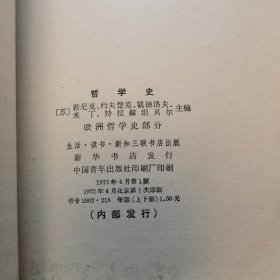 哲学史
〔苏〕敦尼克、约夫楚克、凯德洛夫、
米丁、特拉赫坦贝尔 主编
欧洲哲学史部分
生活·读书·新知三联书店出版
新华书店发行
中国青年出版社印刷厂印刷
1972年4月第1版
1972年4月北京第1次印刷
书号2002·218 每部(上下册)1.50元
(内部发行)